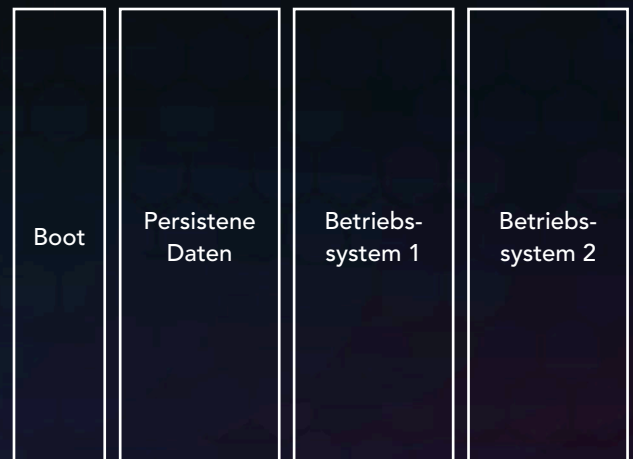 Boot
Persistene
Daten
Betriebs-
system 1
Betriebs-
system 2